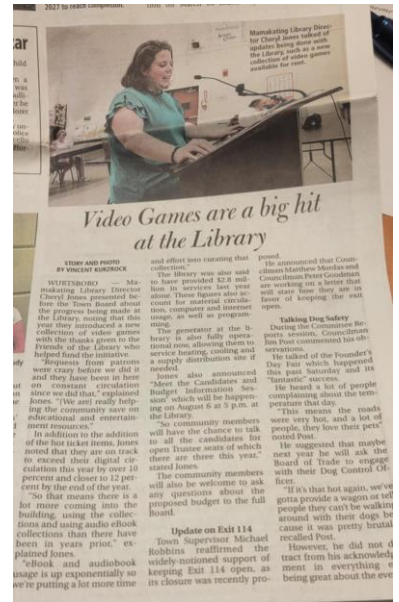 2027 to reach completion.
Mamakating Library Direc-
tor Cheryl Jones talked of
updates being done with
the Library, such as a new
collection of video games
available for rent.
Video Games are a big hit
at the Library
STORY AND PHOTO
BY VINCENT KURZROCK
WURTSBORO — Ma-
makating Library Director
Cheryl Jones presented be-
fore the Town Board about
the progress being made at
the Library, noting that this
year they introduced a new
collection of video games
with the thanks given to the
Friends of the Library who
helped fund the initiative.
"Requests from patrons
were crazy before we did it
and they have been in here
on constant circulation
since we did that," explained
Jones. "[We are] really help-
ing the community save on
educational and entertain-
ment resources."
In addition to the addition
of the hot ticket items, Jones
noted that they are on track
to exceed their digital cir-
culation this year by over 10
percent and closer to 12 per-
cent by the end of the year.
"So that means there is a
lot more coming into the
building, using the collec-
tions and using audio eBook
collections than there have
been in years prior," ex-
plained Jones.
"eBook and audiobook
usage is up exponentially so
we're putting a lot more time
and effort into curating that
collection."
The library was also said
to have provided $2.8 mil-
lion in services last year
alone. These figures also ac-
count for material circula-
tion, computer and internet
usage, as well as program-
ming.
The generator at the li-
brary is also fully opera-
tional now, allowing them to
service heating, cooling and
a supply distribution site if
needed.
Jones also announced
"Meet the Candidates and
Budget Information Ses-
sion" which will be happen-
ing on August 6 at 5 p.m. at
the Library.
"So community members
will have the chance to talk
to all the candidates for
open Trustee seats of which
there are three this year,"
stated Jones.
The community members
will also be welcome to ask
any questions about the
proposed budget to the full
Board.
Update on Exit 114
Town Supervisor Michael
Robbins reaffirmed the
widely-notioned support of
keeping Exit 114 open, as
its closure was recently pro-
posed.
He announced that Coun-
cilman Matthew Mordas and
Councilman Peter Goodman
are working on a letter that
will state how they are in
favor of keeping the exit
open.
Talking Dog Safety
During the Committee Re-
ports session, Councilman
Jim Post commented his ob-
servations.
He talked of the Founder's
Day Fair which happened
this past Saturday and its
"fantastic" success.
He heard a lot of people
complaining about the tem-
perature that day.
"This means the roads
were very hot, and a lot of
people, they love their pets"
noted Post.
He suggested that maybe
next year he will ask the
Board of Trade to engage
with their Dog Control Of-
ficer.
"If it's that hot again, we've
gotta provide a wagon or tell
people they can't be walking
around with their dogs be-
cause it was pretty brutal
recalled Post.
However, he did not d
tract from his acknowledg
ment in everything o
being great about the eve